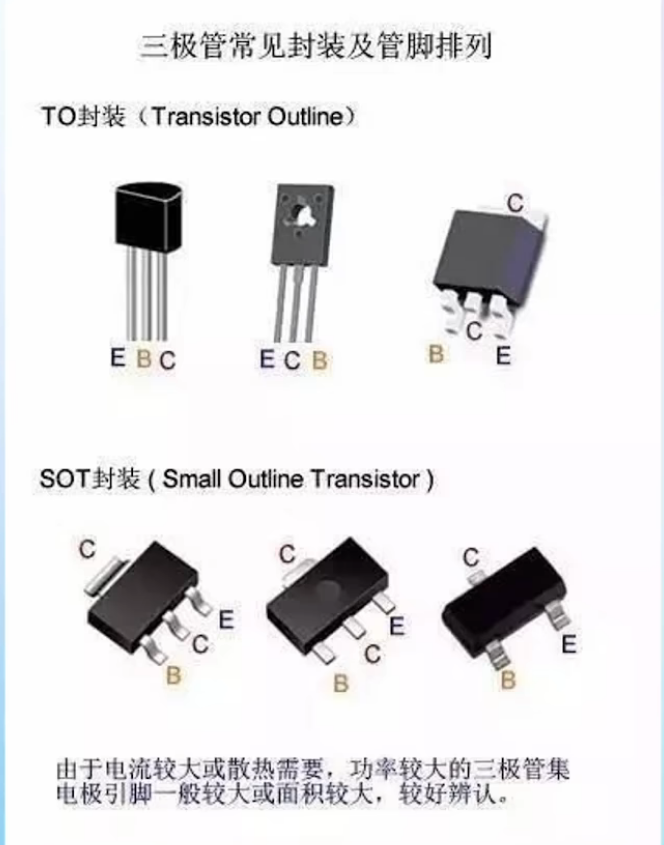 三极管常见封装及管脚排列
TO封装（Transistor Outline）
C
E B C
E C B
C
B E
SOT封装 ( Small Outline Transistor )
C
E
C
B
C
E
C
B
C
E
B
由于电流较大或散热需要，功率较大的三极管集
电极引脚一般较大或面积较大，较好辨认。